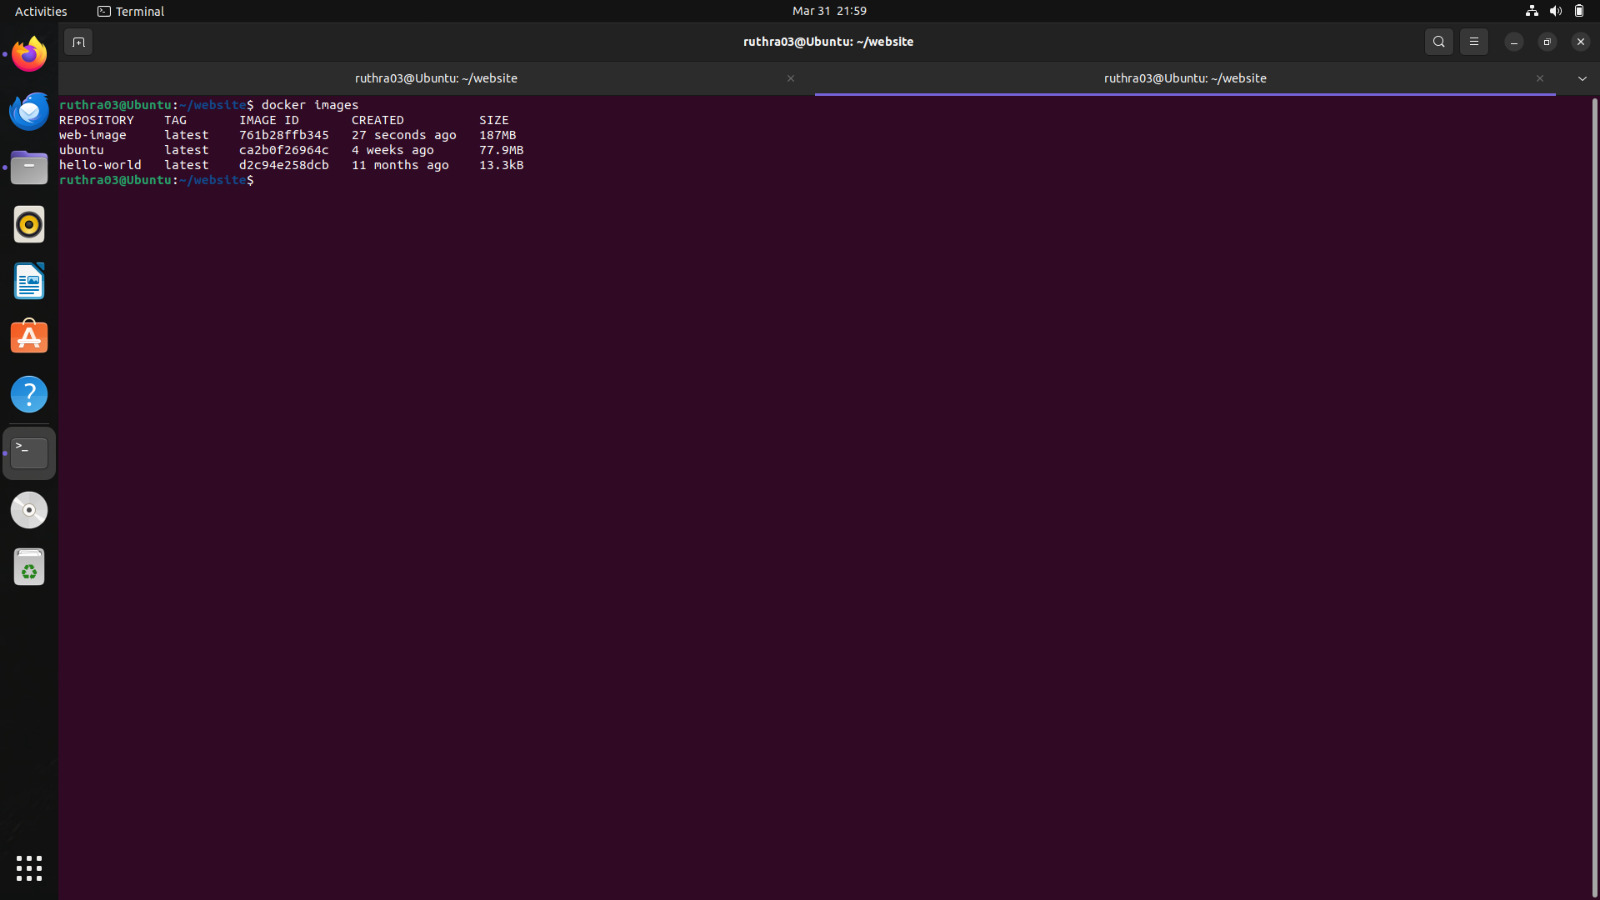 Activities Terminal Mar 31 21:59
ruthra03@Ubuntu: ~/website
ruthra03@Ubuntu: ~/website ruthra03@Ubuntu: ~/website
ruthra03@Ubuntu:~/website$ docker images
REPOSITORY TAG IMAGE ID CREATED SIZE
web-image latest 761b28ffb345 27 seconds ago 187MB
ubuntu latest ca2b0f26964c 4 weeks ago 77.9MB
hello-world latest d2c94e258dcb 11 months ago 13.3kB
ruthra03@Ubuntu:~/website$